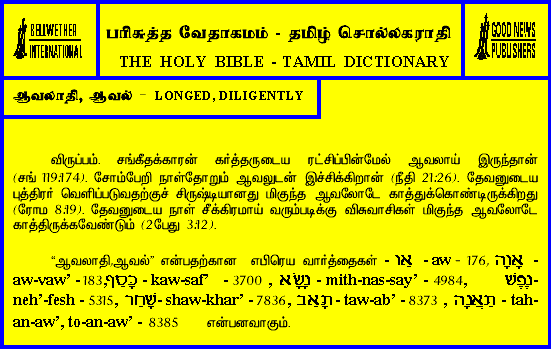 BELLWETHER
INTERNATIONAL
பரிசுத்த வேதாகமம் - தமிழ் சொல்லகராதி
THE HOLY BIBLE - TAMIL DICTIONARY
GOOD NEWS
PUBLISHERS
ஆவலாதி, ஆவல் – LONGED, DILIGENTLY
விருப்பம். சங்கீதக்காரன் கர்த்தருடைய ரட்சிப்பின்மேல் ஆவலாய் இருந்தான்
(சங் 119:174). சோம்பேறி நாள்தோறும் ஆவலுடன் இச்சிக்கிறான் (நீதி 21:26). தேவனுடைய
புத்திரர் வெளிப்படுவதற்குச் சிருஷ்டியானது மிகுந்த ஆவலோடே காத்துக்கொண்டிருக்கிறது
(ரோம 8:19). தேவனுடைய நாள் சீக்கிரமாய் வரும்படிக்கு விசுவாசிகள் மிகுந்த ஆவலோடே
காத்திருக்கவேண்டும் (2பேது 3:12).
“ஆவலாதி,ஆவல்” என்பதற்கான எபிரெய வார்த்தைகள் - אַו - aw - 176, אָוָה -
aw-vaw’ -183, כָּסַף - kaw-saf’ - 3700 , נָשָׂא - mith-nas-say’ - 4984, נֶפֶשׁ-
neh’-fesh - 5315, שָׁחַר- shaw-khar’ - 7836, תָּאַב - taw-ab’ - 8373 , תַּאֲוָה - tah-
an-aw’, to-an-aw’ - 8385 என்பனவாகும்.